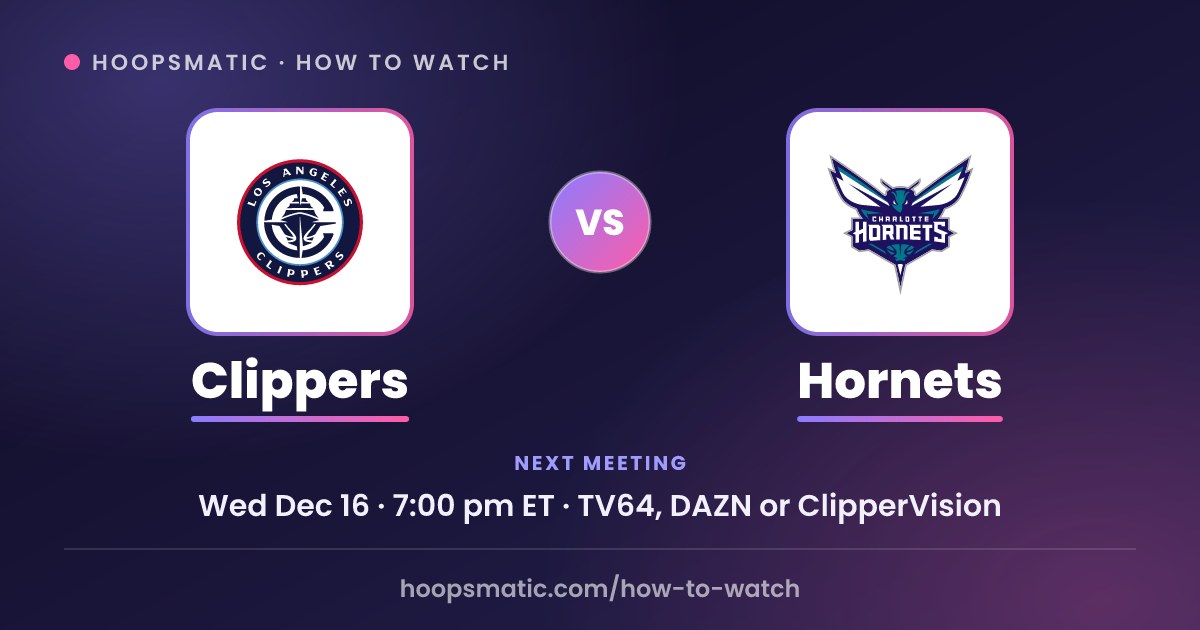 HOOPSMATIC · HOW TO WATCH
LOS ANGELES
CLIPPERS
VS
CHARLOTTE
HORNETS
Clippers
Hornets
NEXT MEETING
Wed Dec 16 · 7:00 pm ET · TV64, DAZN or ClipperVision
hoopsmatic.com/how-to-watch